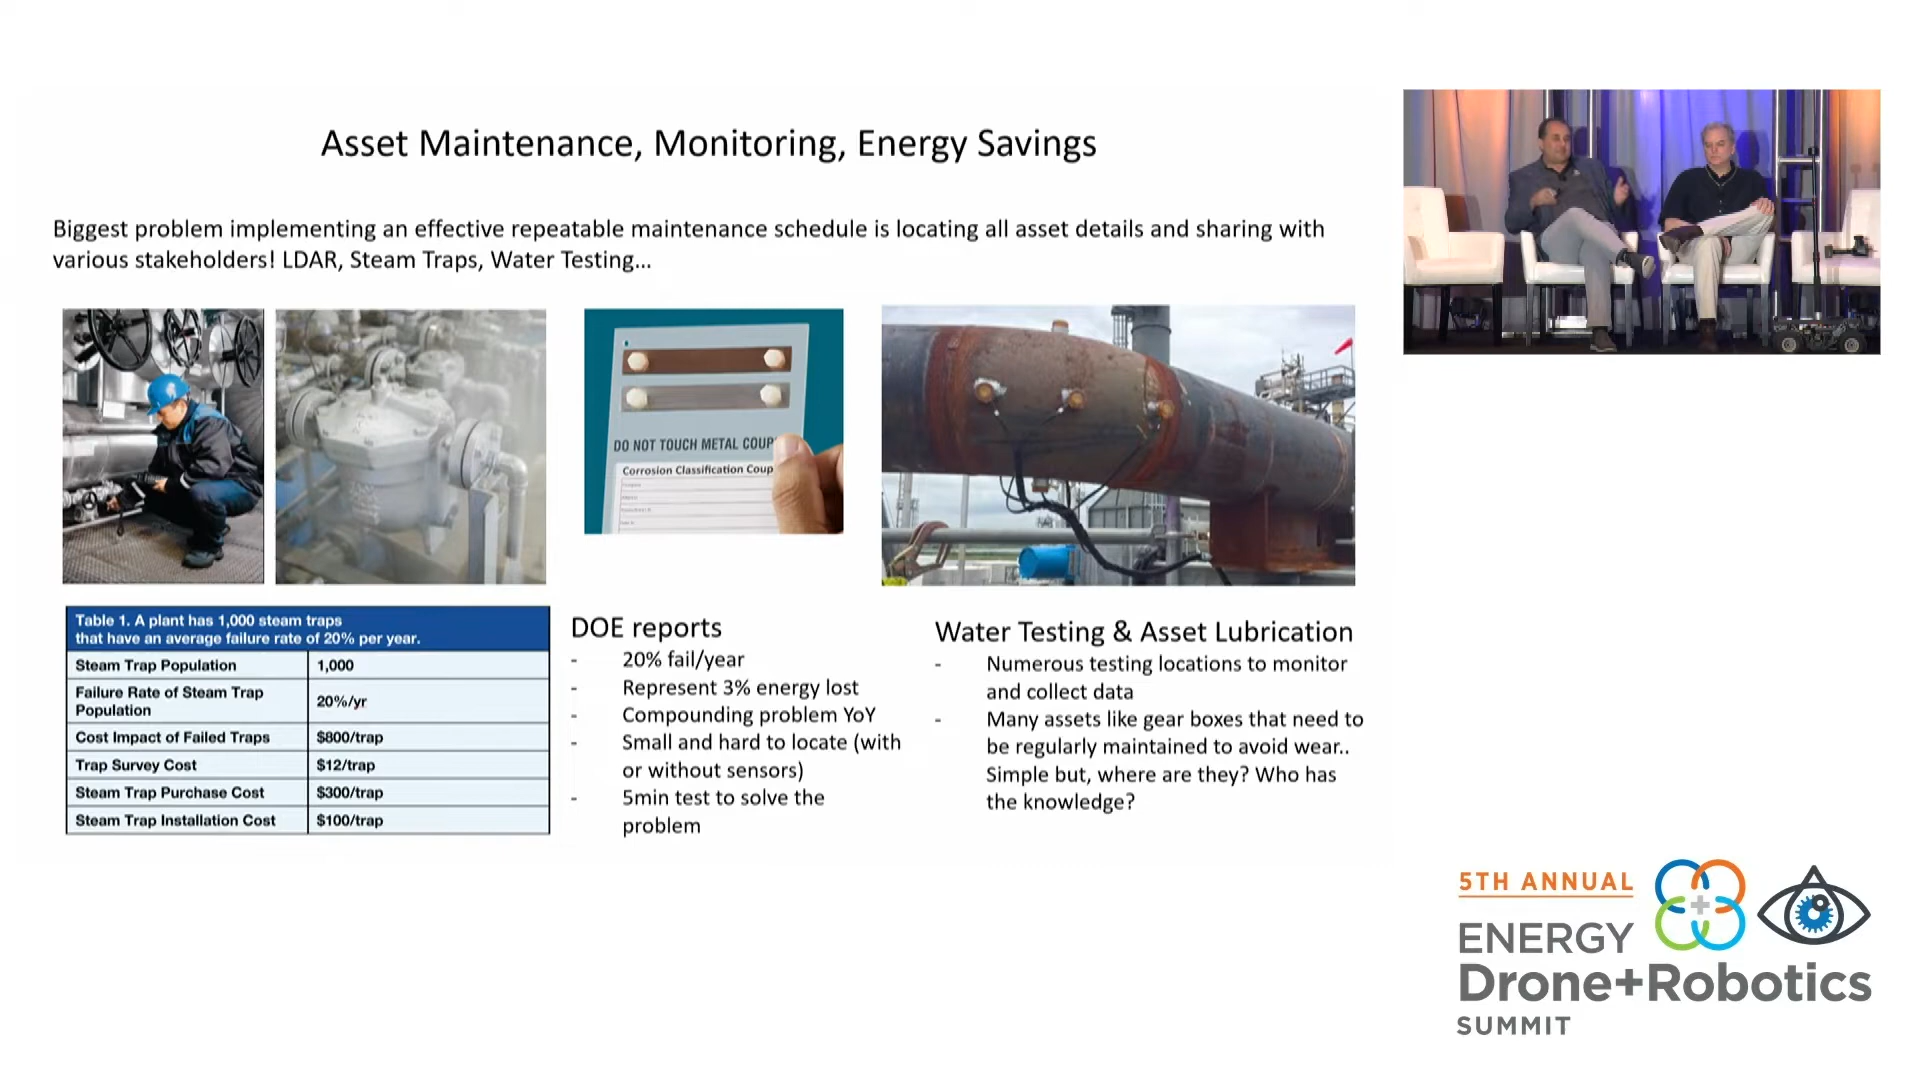 Asset Maintenance, Monitoring, Energy Savings
Biggest problem implementing an effective repeatable maintenance schedule is locating all asset details and sharing with
various stakeholders! LDAR, Steam Traps, Water Testing...
DO NOT TOUCH METAL COUP
Corrosion Classification Coup
Table 1. A plant has 1,000 steam traps
that have an average failure rate of 20% per year.
Steam Trap Population 1,000
Failure Rate of Steam Trap
Population 20%/yr
Cost Impact of Failed Traps $800/trap
Trap Survey Cost $12/trap
Steam Trap Purchase Cost $300/trap
Steam Trap Installation Cost $100/trap
DOE reports
- 20% fail/year
- Represent 3% energy lost
- Compounding problem YoY
- Small and hard to locate (with
or without sensors)
- 5min test to solve the
problem
Water Testing & Asset Lubrication
- Numerous testing locations to monitor
and collect data
- Many assets like gear boxes that need to
be regularly maintained to avoid wear..
Simple but, where are they? Who has
the knowledge?
5TH ANNUAL
ENERGY
Drone+Robotics
SUMMIT